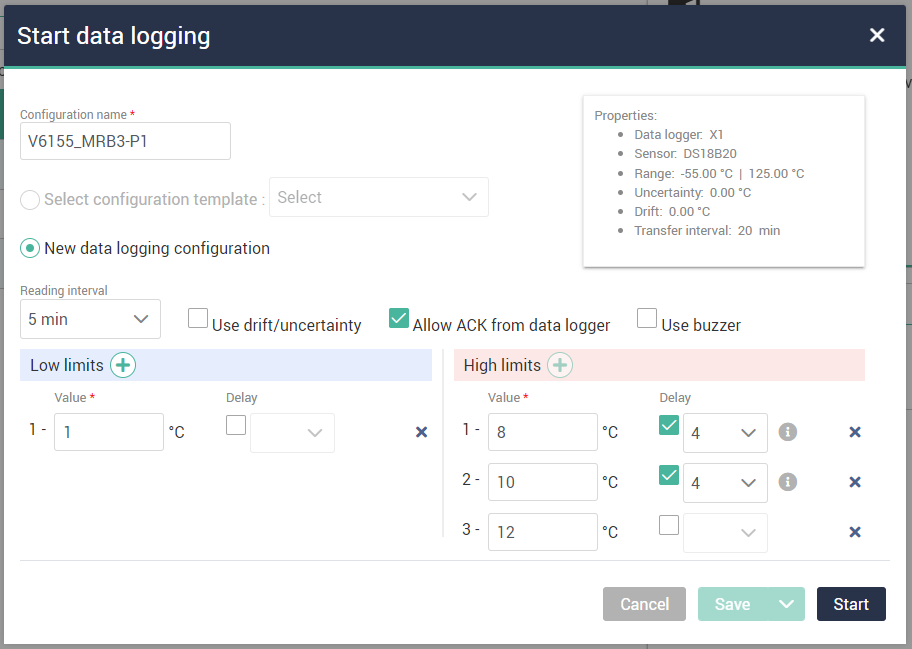 Start data logging
Configuration name *
V6155_MRB3-P1
Properties:
Data logger: X1
Sensor: DS18B20
Range: -55.00 °C | 125.00 °C
Uncertainty: 0.00 °C
Drift: 0.00 °C
Transfer interval: 20 min
Select configuration template : Select
New data logging configuration
Reading interval
5 min
Use drift/uncertainty
Allow ACK from data logger
Use buzzer
Low limits
Value * Delay
1 - 1 °C
High limits
Value * Delay
1 - 8 °C 4
2 - 10 °C 4
3 - 12 °C
Cancel Save Start